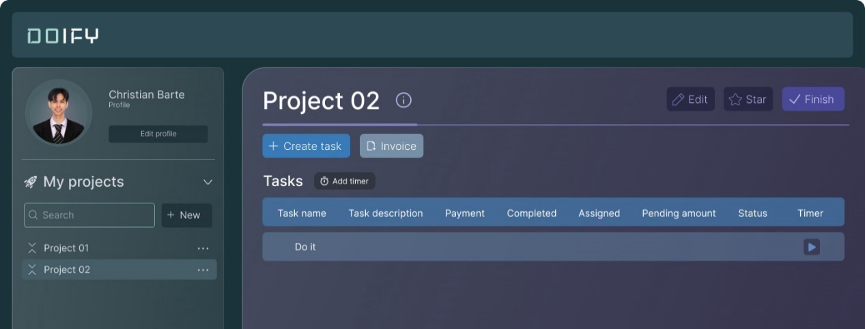 DOIFY
Christian Barte
Profile
Edit profile
My projects
Search
+ New
Project 01 ...
Project 02 ...
Project 02
Edit
Star
Finish
+ Create task
Invoice
Tasks
Add timer
Task name Task description Payment Completed Assigned Pending amount Status Timer
Do it